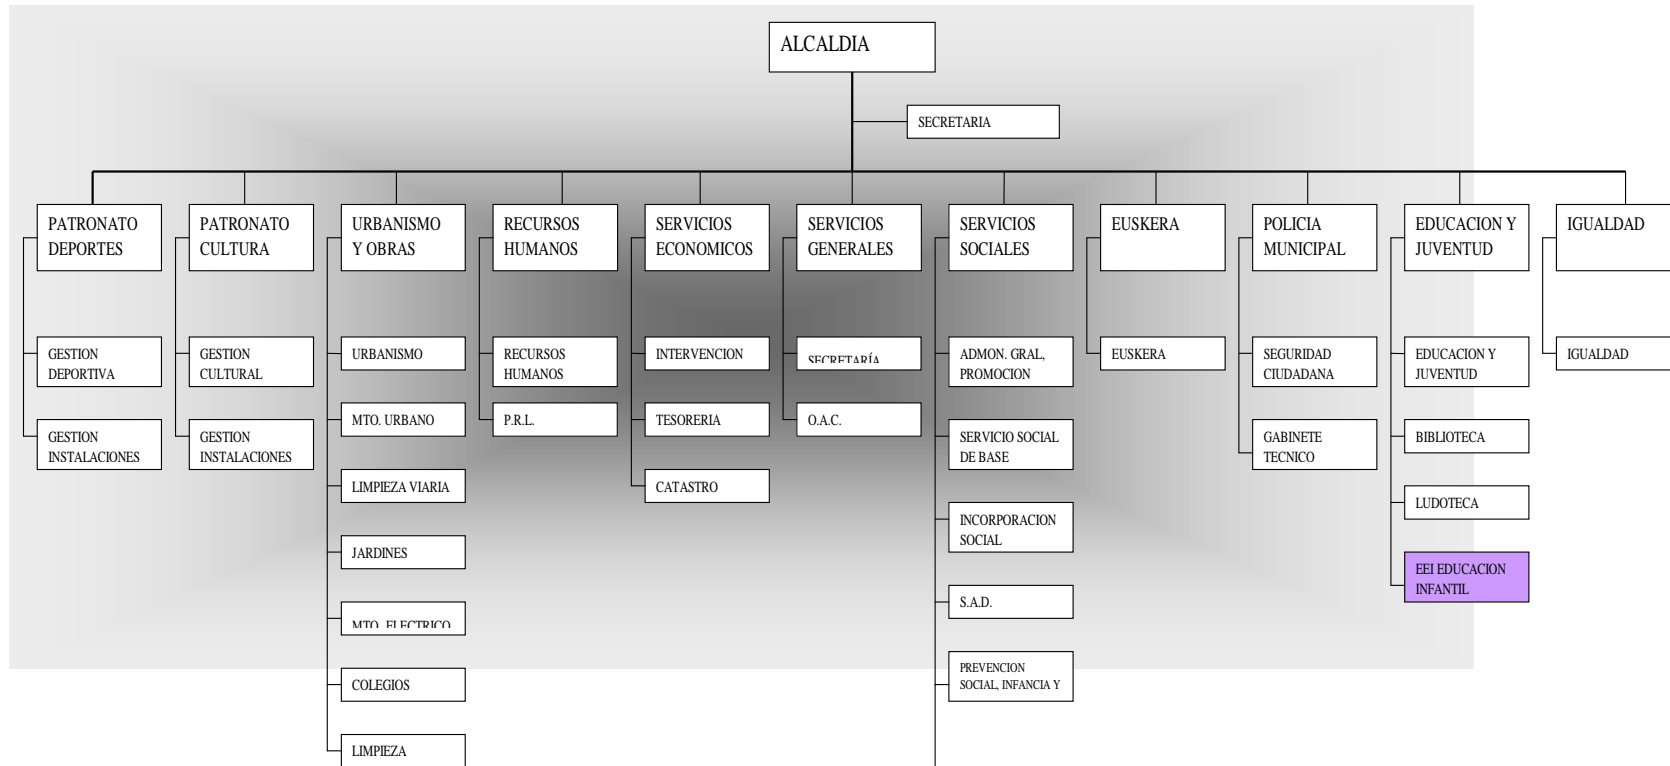 ALCALDIA
SECRETARIA
PATRONATO
DEPORTES
PATRONATO
CULTURA
URBANISMO
Y OBRAS
RECURSOS
HUMANOS
SERVICIOS
ECONOMICOS
SERVICIOS
GENERALES
SERVICIOS
SOCIALES
EUSKERA
POLICIA
MUNICIPAL
EDUCACION Y
JUVENTUD
IGUALDAD
GESTION
DEPORTIVA
GESTION
INSTALACIONES
GESTION
CULTURAL
GESTION
INSTALACIONES
URBANISMO
MTO. URBANO
LIMPIEZA VIARIA
JARDINES
MTO. ELECTRICO
COLEGIOS
LIMPIEZA
RECURSOS
HUMANOS
P.R.L.
INTERVENCION
TESORERIA
CATASTRO
SECRETARÍA
O.A.C.
ADMON. GRAL,
PROMOCION
SERVICIO SOCIAL
DE BASE
INCORPORACION
SOCIAL
S.A.D.
PREVENCION
SOCIAL, INFANCIA Y
EUSKERA
SEGURIDAD
CIUDADANA
GABINETE
TECNICO
EDUCACION Y
JUVENTUD
BIBLIOTECA
LUDOTECA
EEI EDUCACION
INFANTIL
IGUALDAD